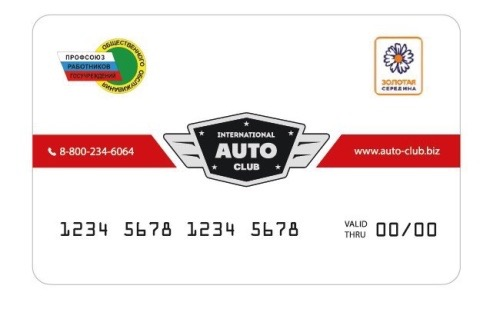 ПРОФСОЮЗ
РАБОТНИКОВ
ГОСУЧРЕЖДЕНИЙ
ОБЩЕСТВЕННОГО ОБСЛУЖИВАНИЯ
ЗОЛОТАЯ
СЕРЕДИНА
INTERNATIONAL
AUTO
CLUB
8-800-234-6064
www.auto-club.biz
1234 5678 1234 5678
VALID
THRU
00/00